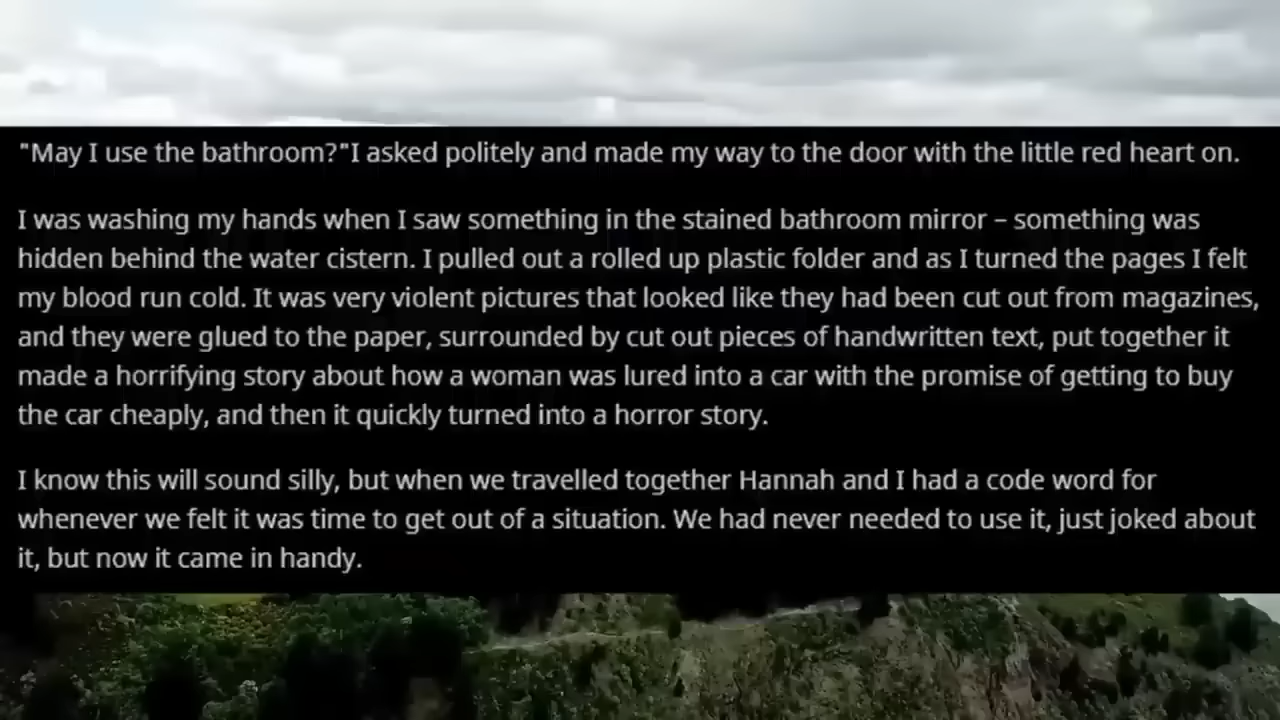 "May I use the bathroom?"I asked politely and made my way to the door with the little red heart on.
I was washing my hands when I saw something in the stained bathroom mirror – something was
hidden behind the water cistern. I pulled out a rolled up plastic folder and as I turned the pages I felt
my blood run cold. It was very violent pictures that looked like they had been cut out from magazines,
and they were glued to the paper, surrounded by cut out pieces of handwritten text, put together it
made a horrifying story about how a woman was lured into a car with the promise of getting to buy
the car cheaply, and then it quickly turned into a horror story.
I know this will sound silly, but when we travelled together Hannah and I had a code word for
whenever we felt it was time to get out of a situation. We had never needed to use it, just joked about
it, but now it came in handy.